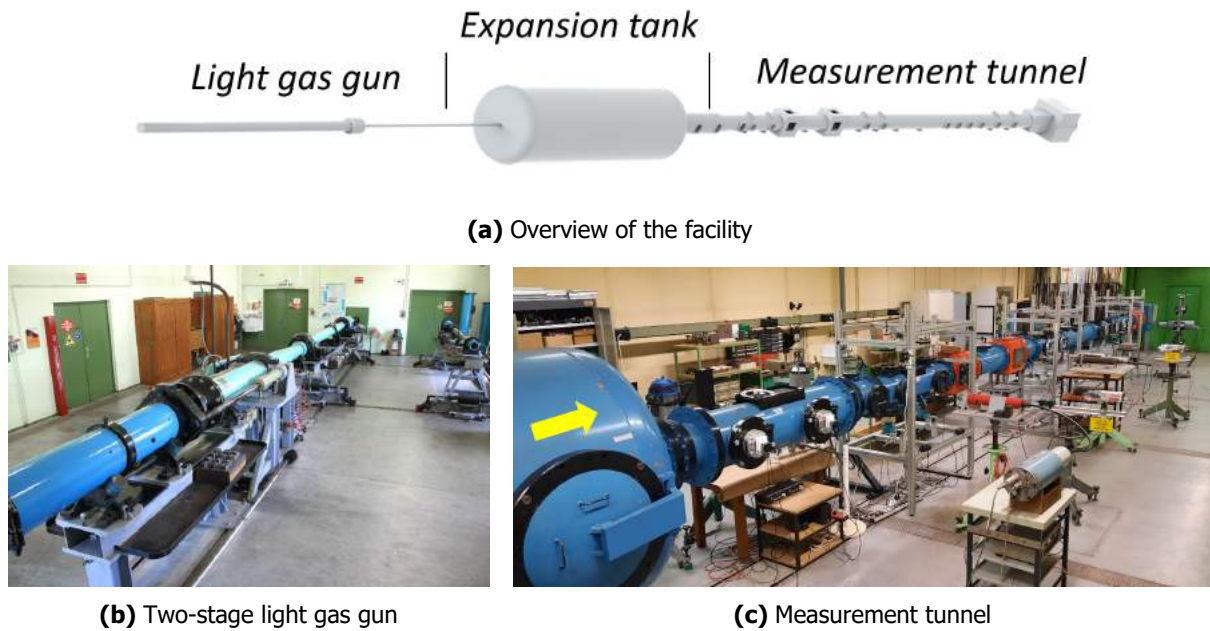 Expansion tank
Light gas gun
Measurement tunnel
(a) Overview of the facility
(b) Two-stage light gas gun
(c) Measurement tunnel